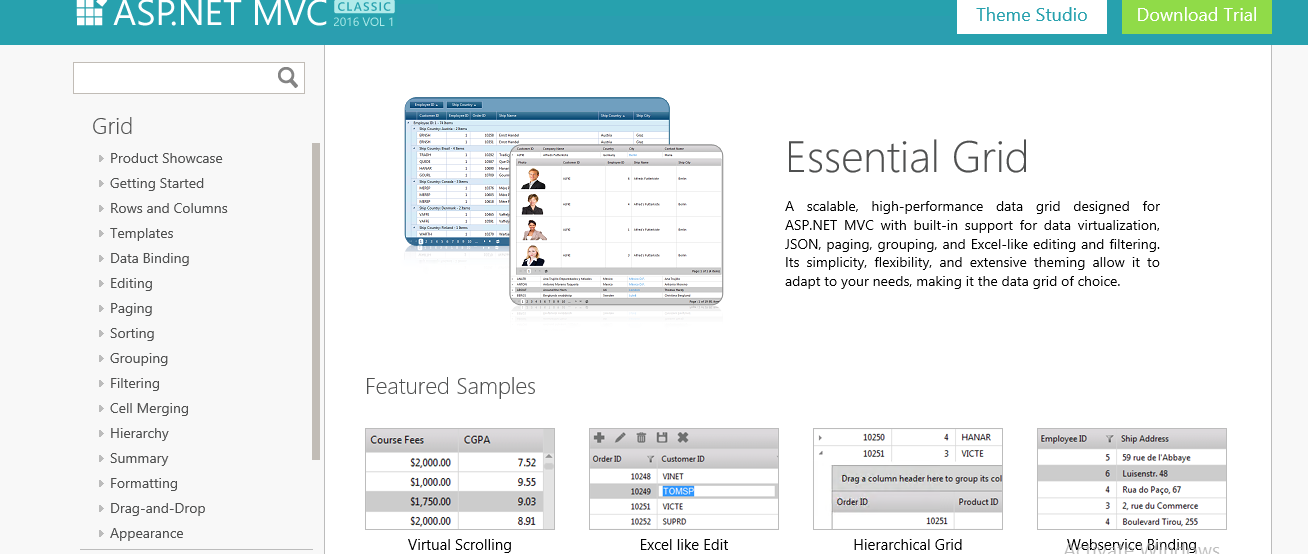 ASP.NET MVC CLASSIC
2016 VOL 1
Theme Studio
Download Trial
Grid
Product Showcase
Getting Started
Rows and Columns
Templates
Data Binding
Editing
Paging
Sorting
Grouping
Filtering
Cell Merging
Hierarchy
Summary
Formatting
Drag-and-Drop
Appearance
Essential Grid
A scalable, high-performance data grid designed for
ASP.NET MVC with built-in support for data virtualization,
JSON, paging, grouping, and Excel-like editing and filtering.
Its simplicity, flexibility, and extensive theming allow it to
adapt to your needs, making it the data grid of choice.
Featured Samples
Course Fees CGPA
$2,000.00 7.52
$1,000.00 9.55
$1,750.00 9.03
$2,000.00 8.91
Virtual Scrolling
Order ID Customer ID
10248 VINET
10249 TOMSP
10251 VICTE
10252 SUPRD
Excel like Edit
10250 4 HANAR
10251 3 VICTE
Drag a column header here to group its col
Order ID Product ID
10251
Hierarchical Grid
Employee ID Ship Address
5 59 rue de l'Abbaye
6 Luisenstr. 48
4 Rua do Paço, 67
3 2, rue du Commerce
4 Boulevard Tirou, 255
Webservice Binding
Activate Windows